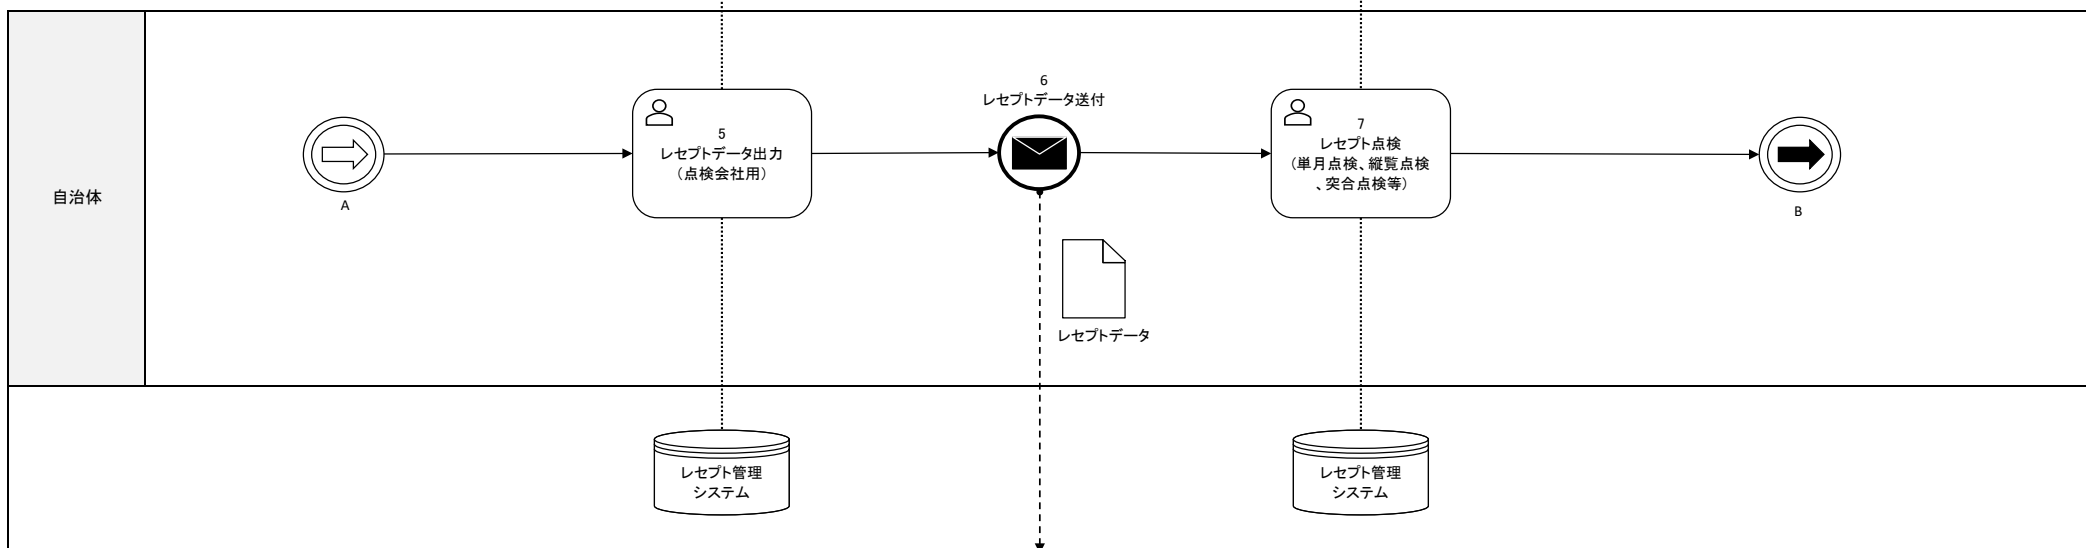 自治体
A
5
レセプトデータ出力
（点検会社用）
6
レセプトデータ送付
レセプトデータ
7
レセプト点検
（単月点検、縦覧点検
、突合点検等）
B
レセプト管理
システム
レセプト管理
システム